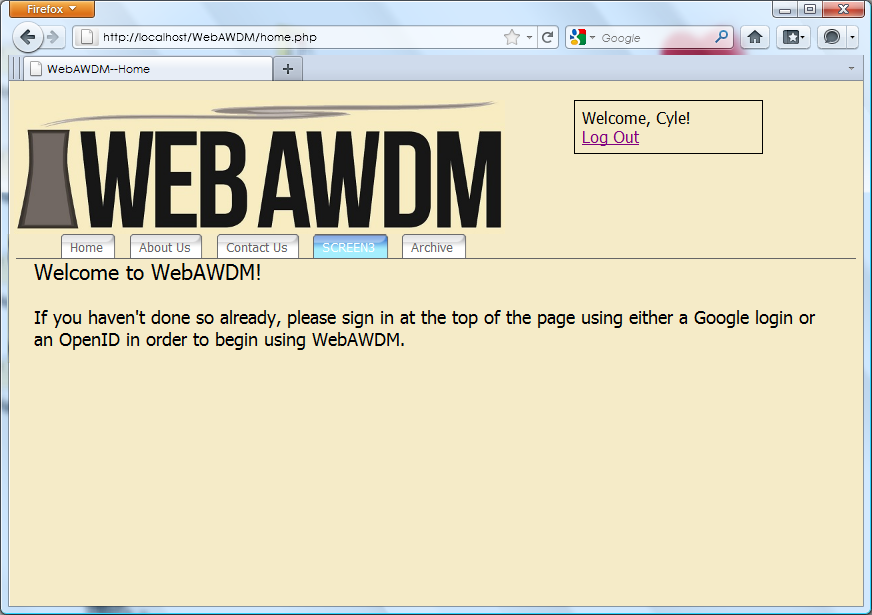 Firefox
http://localhost/WebAWDM/home.php
Google
WebAWDM--Home
WEB AWDM
Welcome, Cyle!
Log Out
Home About Us Contact Us SCREEN3 Archive
Welcome to WebAWDM!
If you haven't done so already, please sign in at the top of the page using either a Google login or
an OpenID in order to begin using WebAWDM.